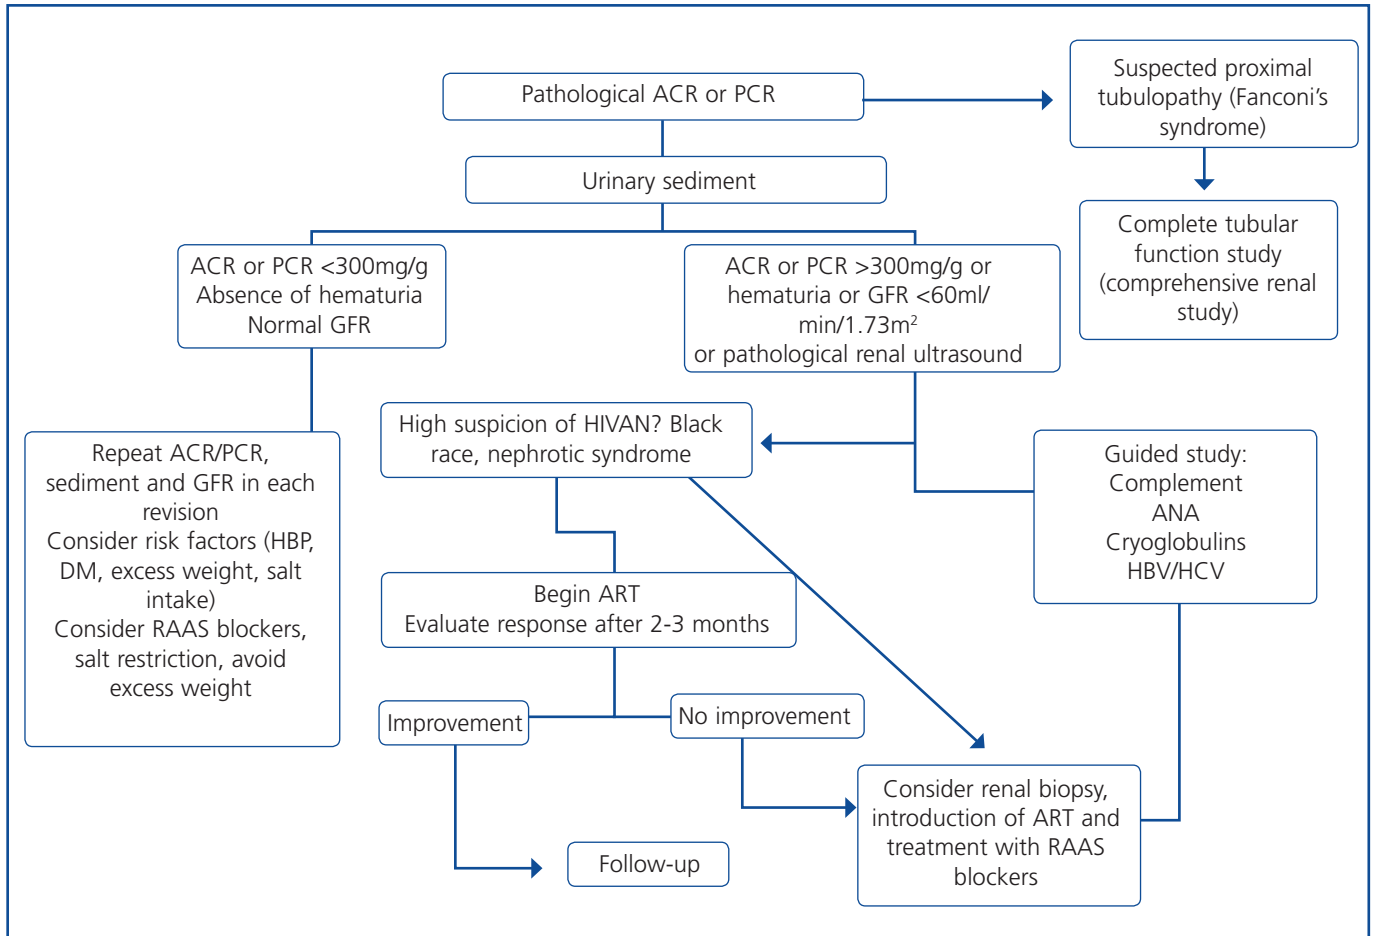 Pathological ACR or PCR
Suspected proximal
tubulopathy (Fanconi’s
syndrome)
Urinary sediment
Complete tubular
function study
(comprehensive renal
study)
ACR or PCR <300mg/g
Absence of hematuria
Normal GFR
ACR or PCR >300mg/g or
hematuria or GFR <60ml/
min/1.73m²
or pathological renal ultrasound
High suspicion of HIVAN? Black
race, nephrotic syndrome
Repeat ACR/PCR,
sediment and GFR in each
revision
Consider risk factors (HBP,
DM, excess weight, salt
intake)
Consider RAAS blockers,
salt restriction, avoid
excess weight
Guided study:
Complement
ANA
Cryoglobulins
HBV/HCV
Begin ART
Evaluate response after 2-3 months
Improvement
No improvement
Consider renal biopsy,
introduction of ART and
treatment with RAAS
blockers
Follow-up